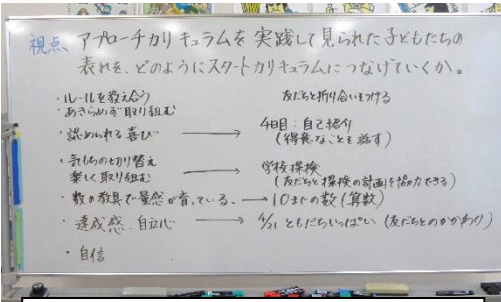 視点、アプローチカリキュラムを実践して見られた子どもたちの
表れを、どのようにスタートカリキュラムにつなげていくか。
・ルールを教え合う 友だちと折り合いをつける
・あきらめず取り組む
・認められる喜び → 4日目:自己紹介
(得意なことも話す)
・気もちの切り替え 学校探検
楽しく取り組む → (友だちと探検の計画を協力できる)
・数の教具で量感が育っている、→ 10までの数(算数)
・達成感、自立心 → 4/21 ともだちいっぱい(友だちとのかかわり)
・自信